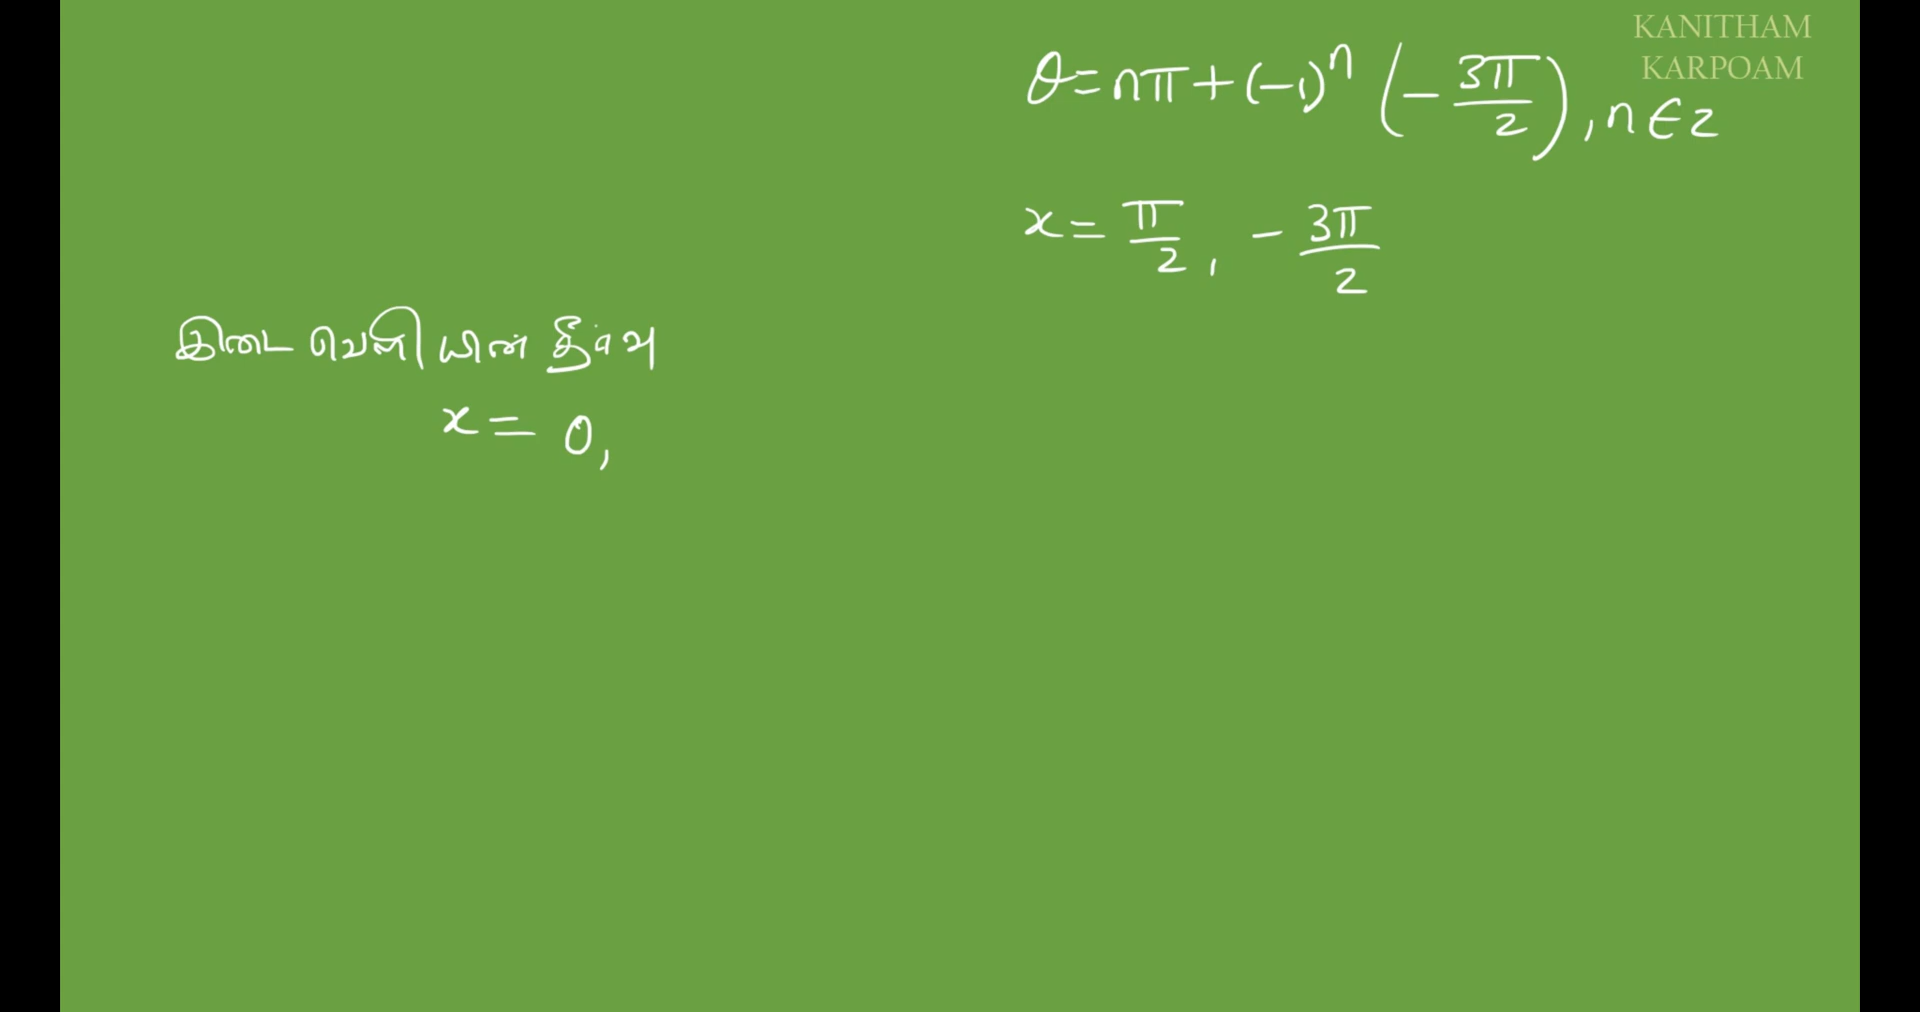 KANITHAM
KARPOAM
θ = nπ + (-1)ⁿ (-3π/2), n ∈ z
x = π/2, -3π/2
இடை வெளி யின் தீர்வு
x = 0,